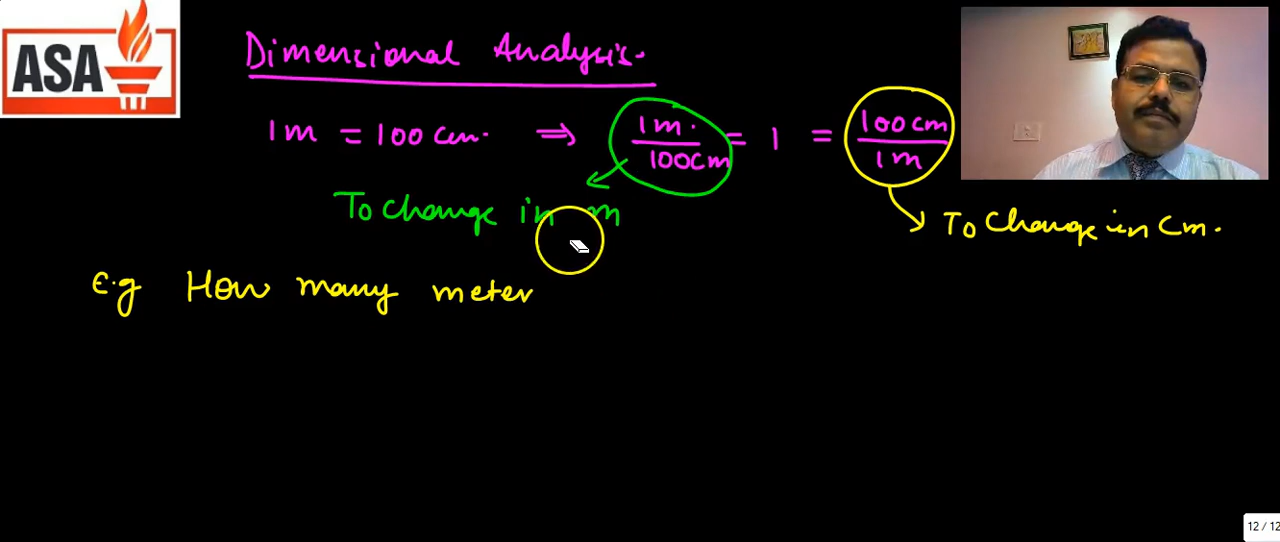 ASA
Dimensional Analysis.
1m = 100 cm. ⇒ 1m. / 100cm = 1 = 100cm / 1m
To Change in m
To Change in Cm.
E.g How many meter
12 / 12